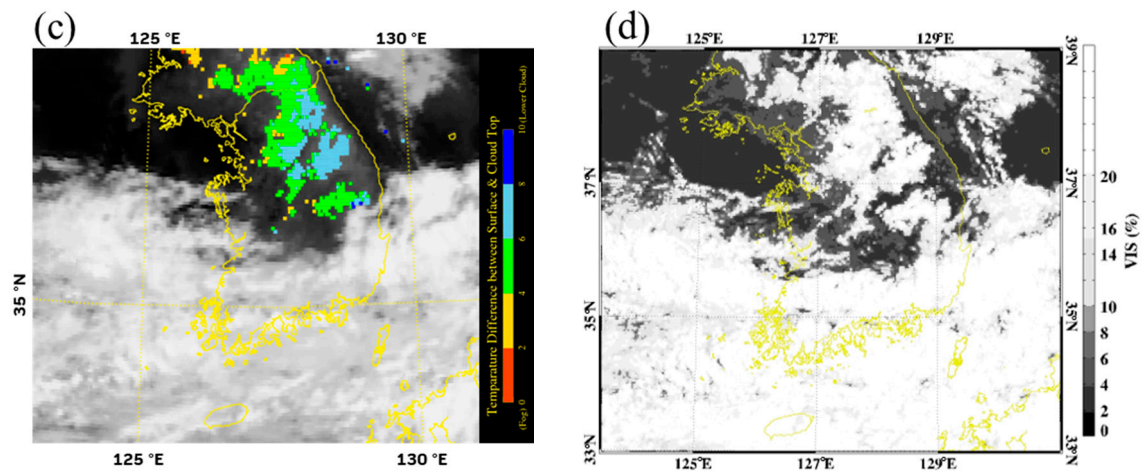 (c)
125 °E
130 °E
35 °N
125 °E
130 °E
Temparature Difference between Surface & Cloud Top
(Fog) 0
2
4
6
8
10 (Lower Cloud)
(d)
125°E
127°E
129°E
39°N
37°N
37°N
35°N
35°N
33°N
33°N
125°E
127°E
129°E
20
16
14
10
8
6
4
2
0
VIS (%)